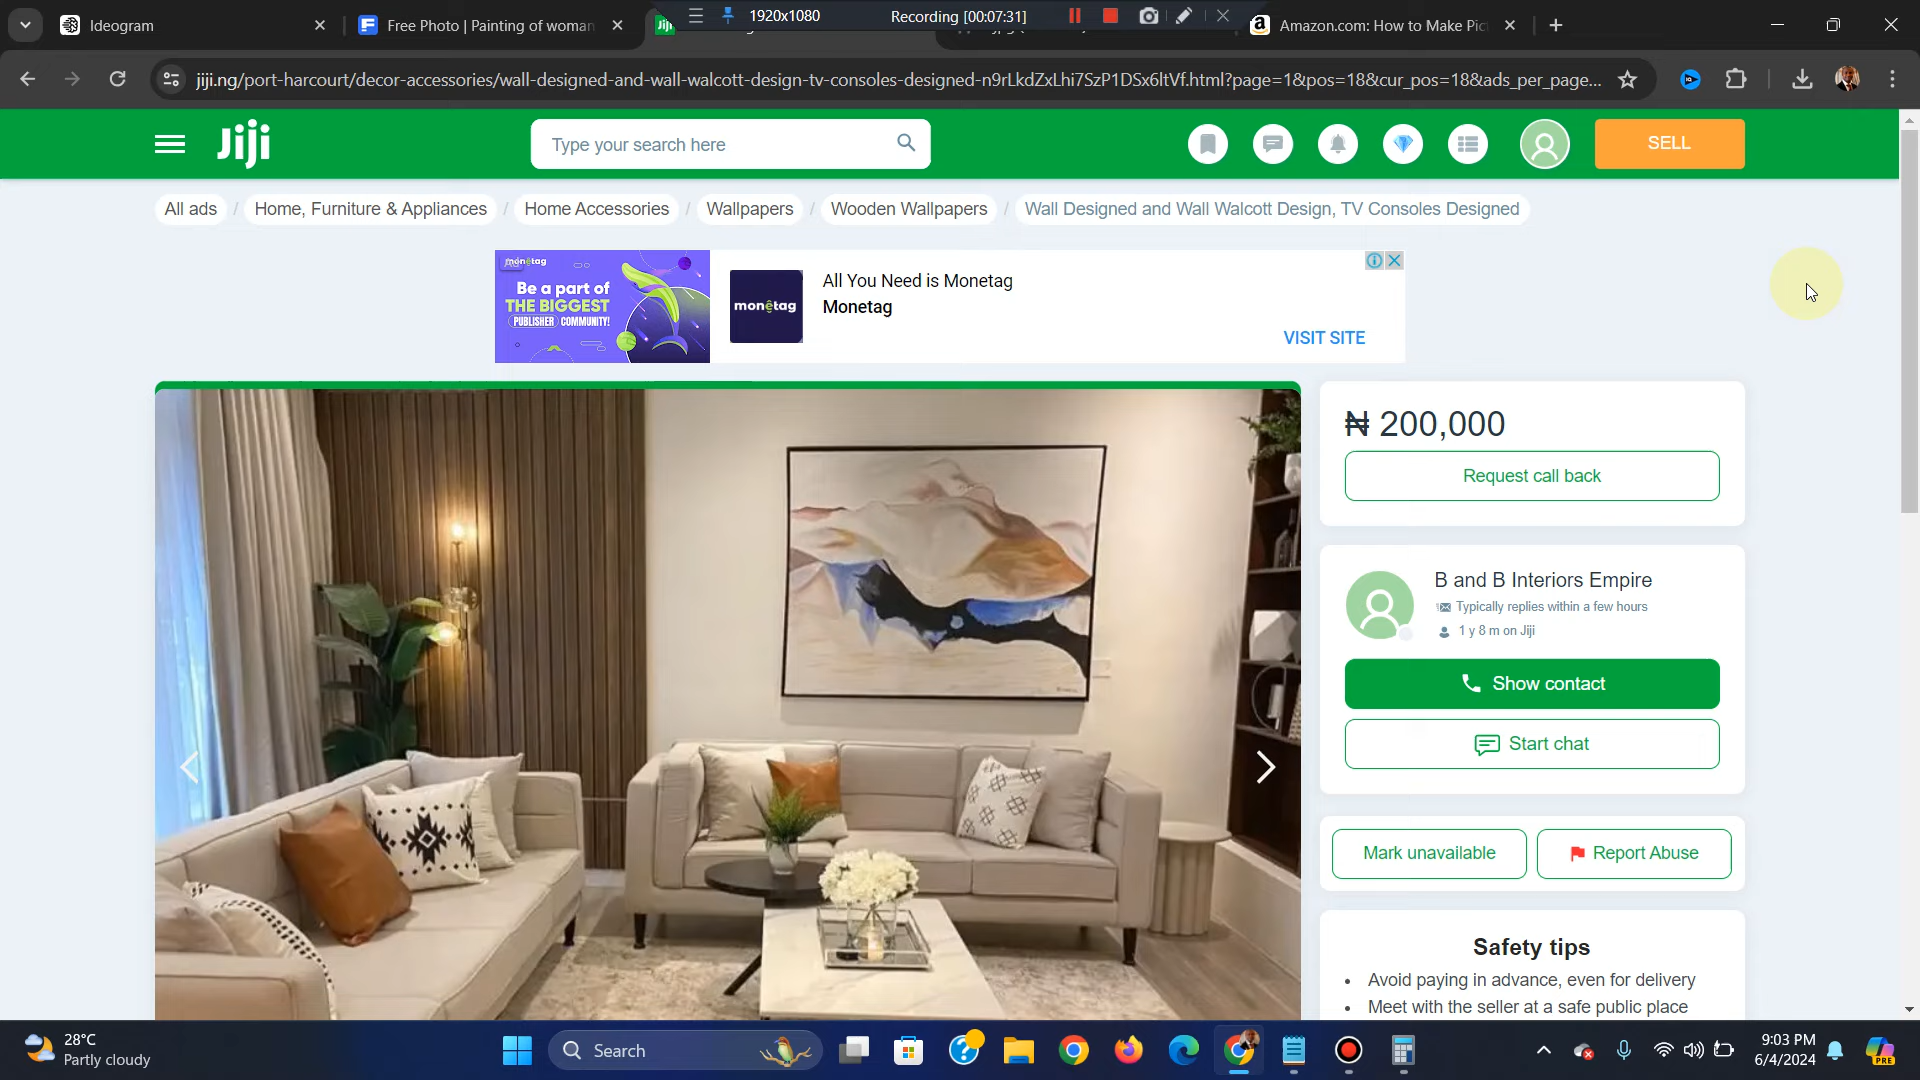 Ideogram
Free Photo | Painting of woman
1920x1080
Recording [00:07:31]
Amazon.com: How to Make Pic
jiji.ng/port-harcourt/decor-accessories/wall-designed-and-wall-walcott-design-tv-consoles-designed-n9rLkdZxLhi7SzP1DSx6ltVf.html?page=1&pos=18&cur_pos=18&ads_per_page...
Jiji
Type your search here
SELL
All ads / Home, Furniture & Appliances / Home Accessories / Wallpapers / Wooden Wallpapers / Wall Designed and Wall Walcott Design, TV Consoles Designed
monetag
Be a part of
THE BIGGEST
PUBLISHER COMMUNITY!
monetag
All You Need is Monetag
Monetag
VISIT SITE
₦ 200,000
Request call back
B and B Interiors Empire
Typically replies within a few hours
1 y 8 m on Jiji
Show contact
Start chat
Mark unavailable
Report Abuse
Safety tips
• Avoid paying in advance, even for delivery
• Meet with the seller at a safe public place
28°C
Partly cloudy
Search
9:03 PM
6/4/2024
PRE